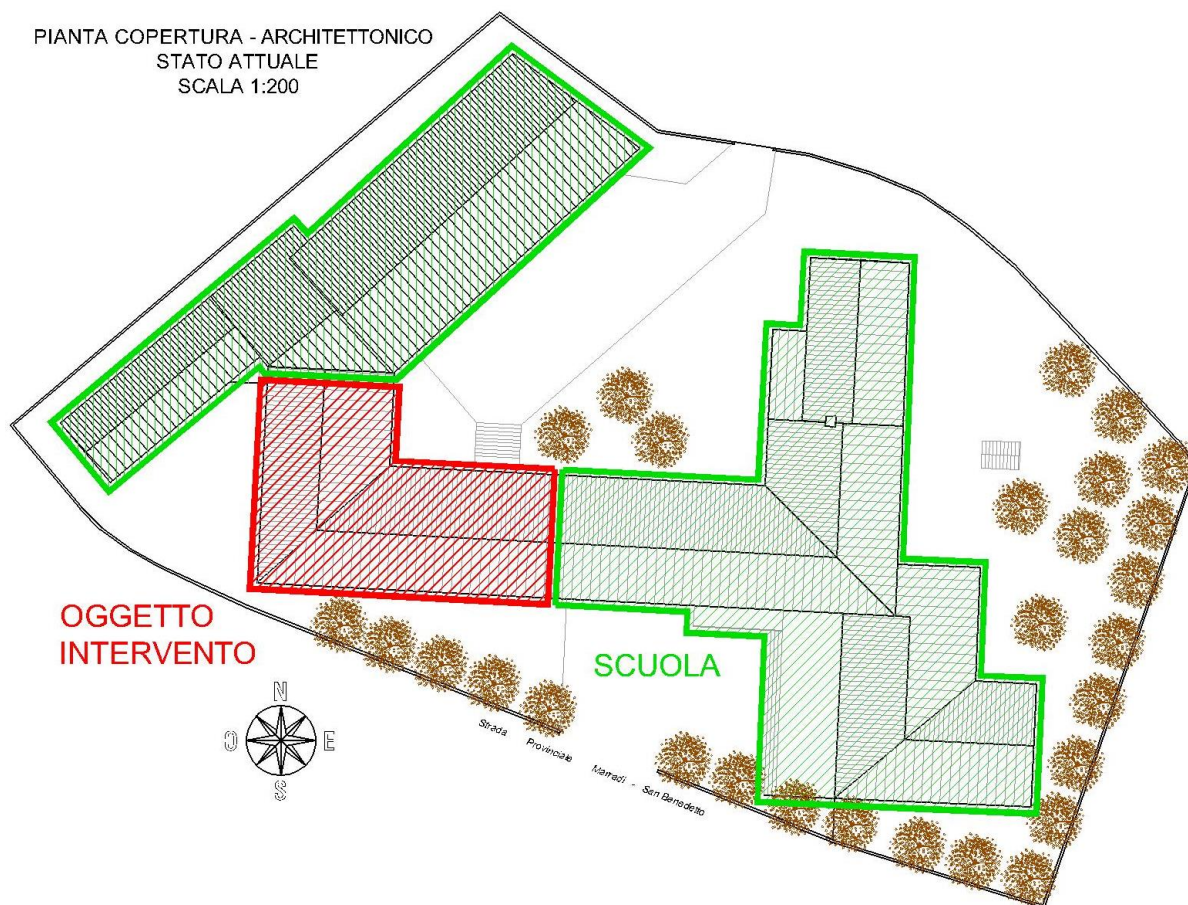 PIANTA COPERTURA - ARCHITETTONICO
STATO ATTUALE
SCALA 1:200
OGGETTO
INTERVENTO
SCUOLA
N
O E
S
Strada Provinciale Marradi - San Benedetto